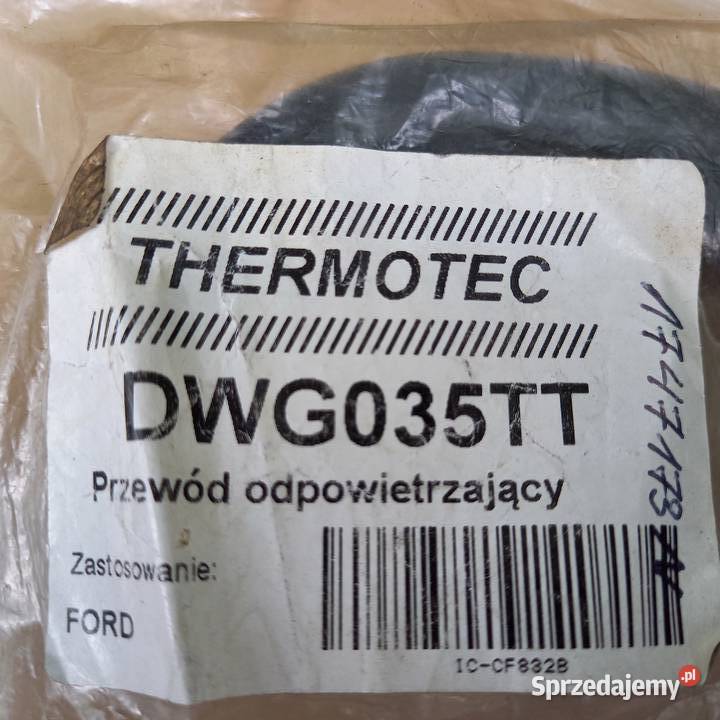 THERMOTEC
DWG035TT
Przewód odpowietrzający
Zastosowanie:
FORD
IC-CF832B
Sprzedajemy.pl